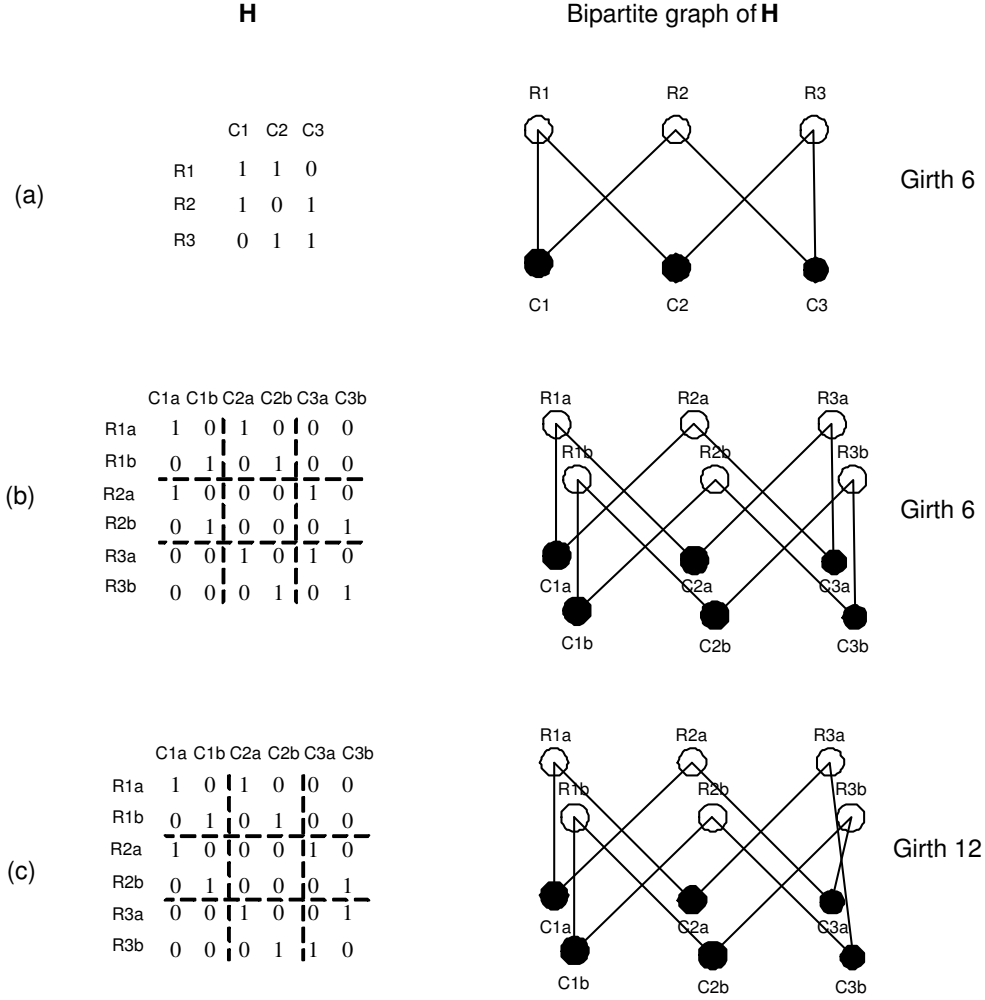 H
Bipartite graph of H
(a)
C1 C2 C3
R1 1 1 0
R2 1 0 1
R3 0 1 1
R1 R2 R3
C1 C2 C3
Girth 6
(b)
C1a C1b C2a C2b C3a C3b
R1a 1 0 1 0 0 0
R1b 0 1 0 1 0 0
R2a 1 0 0 0 1 0
R2b 0 1 0 0 0 1
R3a 0 0 1 0 1 0
R3b 0 0 0 1 0 1
R1a R2a R3a
R1b R2b R3b
C1a C2a C3a
C1b C2b C3b
Girth 6
(c)
C1a C1b C2a C2b C3a C3b
R1a 1 0 1 0 0 0
R1b 0 1 0 1 0 0
R2a 1 0 0 0 1 0
R2b 0 1 0 0 0 1
R3a 0 0 1 0 0 1
R3b 0 0 0 1 1 0
R1a R2a R3a
R1b R2b R3b
C1a C2a C3a
C1b C2b C3b
Girth 12